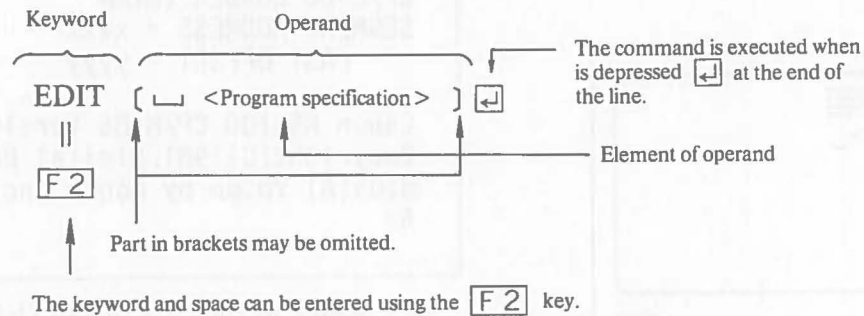 Keyword Operand
EDIT [ ⎵ <Program specification> ] ↵
The command is executed when
is depressed ↵ at the end of
the line.
F 2
Element of operand
Part in brackets may be omitted.
The keyword and space can be entered using the F 2 key.